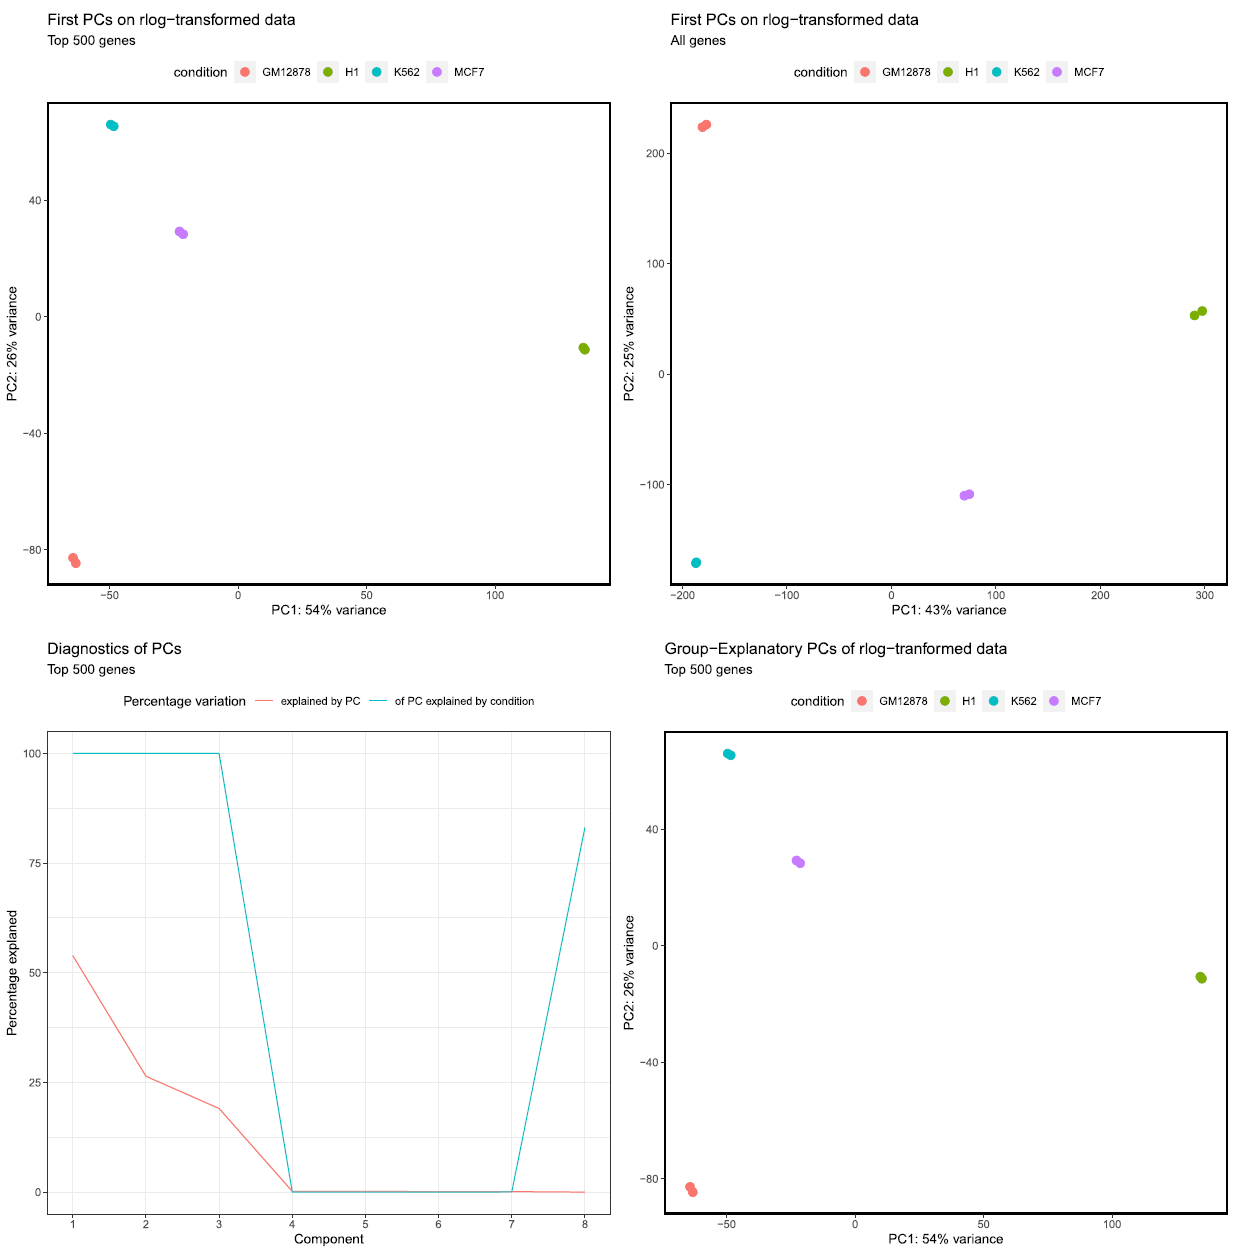 First PCs on rlog−transformed data
Top 500 genes
condition GM12878 H1 K562 MCF7
40
0
−40
−80
PC2: 26% variance
−50 0 50 100
PC1: 54% variance
First PCs on rlog−transformed data
All genes
condition GM12878 H1 K562 MCF7
200
100
0
−100
PC2: 25% variance
−200 −100 0 100 200 300
PC1: 43% variance
Diagnostics of PCs
Top 500 genes
Percentage variation explained by PC of PC explained by condition
100
75
50
25
0
Percentage explaned
1 2 3 4 5 6 7 8
Component
Group−Explanatory PCs of rlog−tranformed data
Top 500 genes
condition GM12878 H1 K562 MCF7
40
0
−40
−80
PC2: 26% variance
−50 0 50 100
PC1: 54% variance